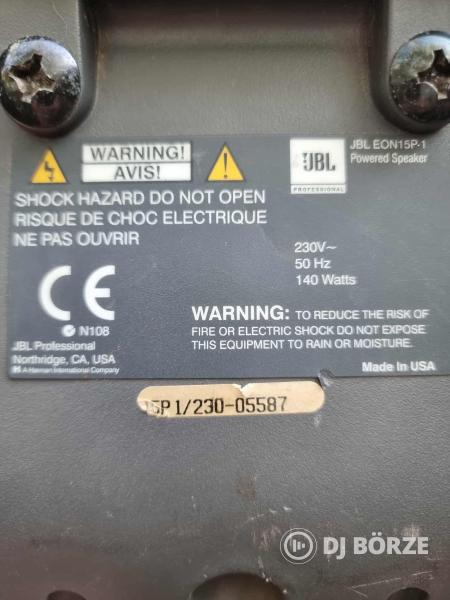 WARNING!
AVIS!
SHOCK HAZARD DO NOT OPEN
RISQUE DE CHOC ELECTRIQUE
NE PAS OUVRIR
JBL
PROFESSIONAL
JBL EON15P-1
Powered Speaker
230V~
50 Hz
140 Watts
CE
N108
JBL Professional
Northridge, CA, USA
H A Harman International Company
WARNING: TO REDUCE THE RISK OF
FIRE OR ELECTRIC SHOCK DO NOT EXPOSE
THIS EQUIPMENT TO RAIN OR MOISTURE.
Made In USA
15P1/230-05587
DJ BÖRZE